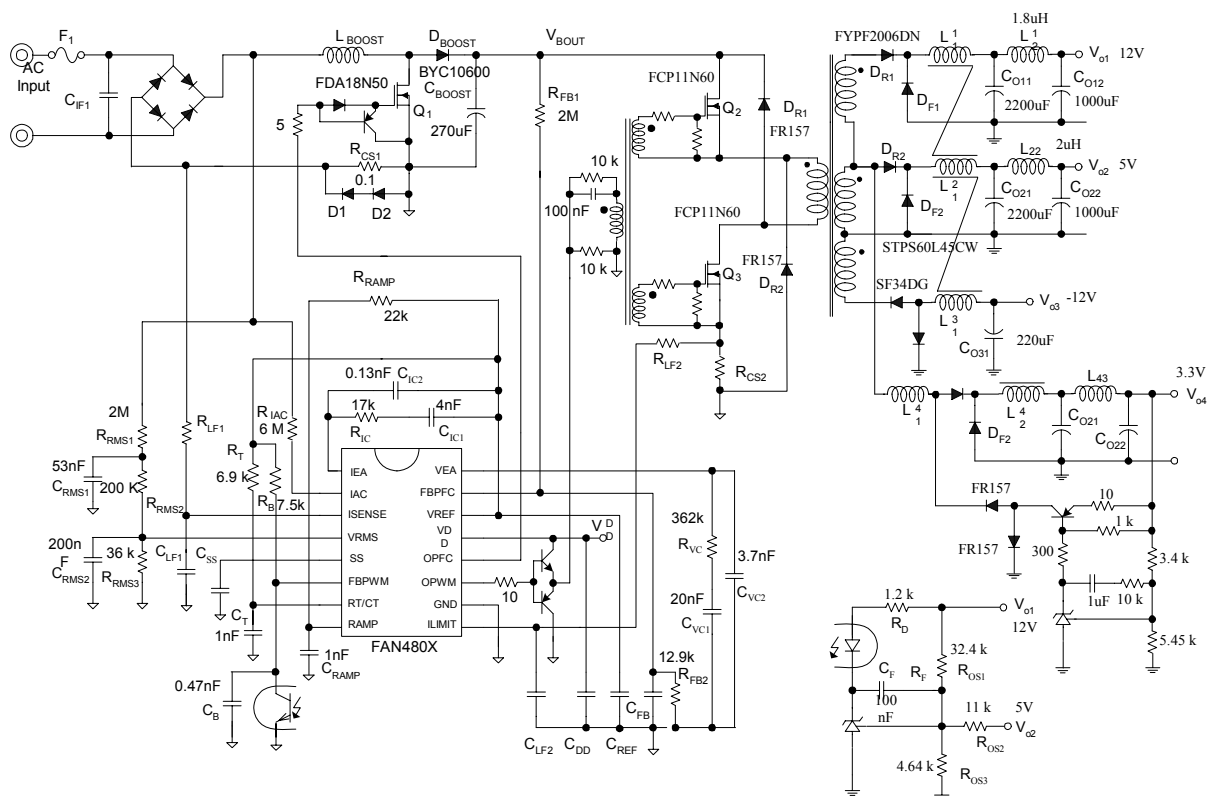 F1
AC
Input
CIF1
LBOOST
DBOOST
BYC10600
FDA18N50
CBOOST
270uF
Q1
5
RCS1
0.1
D1
D2
VBOUT
RFB1
2M
10 k
100 nF
10 k
FCP11N60
Q2
FCP11N60
Q3
DR1
FR157
FR157
DR2
RLF2
RCS2
FYPF2006DN
DR1
DF1
L1 1
1.8uH
L1 2
Vo1 12V
CO11
2200uF
CO12
1000uF
DR2
DF2
L2 1
2uH
L22
Vo2 5V
CO21
2200uF
CO22
1000uF
STPS60L45CW
SF34DG
L3 1
Vo3 -12V
CO31
220uF
L4 1
DF2
L4 2
L43
3.3V
Vo4
CO21
CO22
FR157
FR157
10
1 k
300
3.4 k
1uF
10 k
5.45 k
1.2 k
RD
Vo1
12V
32.4 k
ROS1
CF
RF
100
nF
11 k
5V
Vo2
ROS2
4.64 k
ROS3
RRAMP
22k
0.13nF CIC2
17k
4nF
RIC
CIC1
2M
RRMS1
53nF
CRMS1
200 K
RRMS2
200n
F
CRMS2
36 k
RRMS3
RLF1
CLF1
CSS
RIAC
6 M
RT
6.9 k
RB
7.5k
IEA
IAC
ISENSE
VRMS
SS
FBPWM
RT/CT
RAMP
VEA
FBPFC
VREF
VD
D
OPFC
OPWM
GND
ILIMIT
FAN480X
CT
1nF
1nF
CRAMP
0.47nF
CB
VDD
10
362k
RVC
3.7nF
CVC2
20nF
CVC1
12.9k
RFB2
CFB
CLF2
CDD
CREF